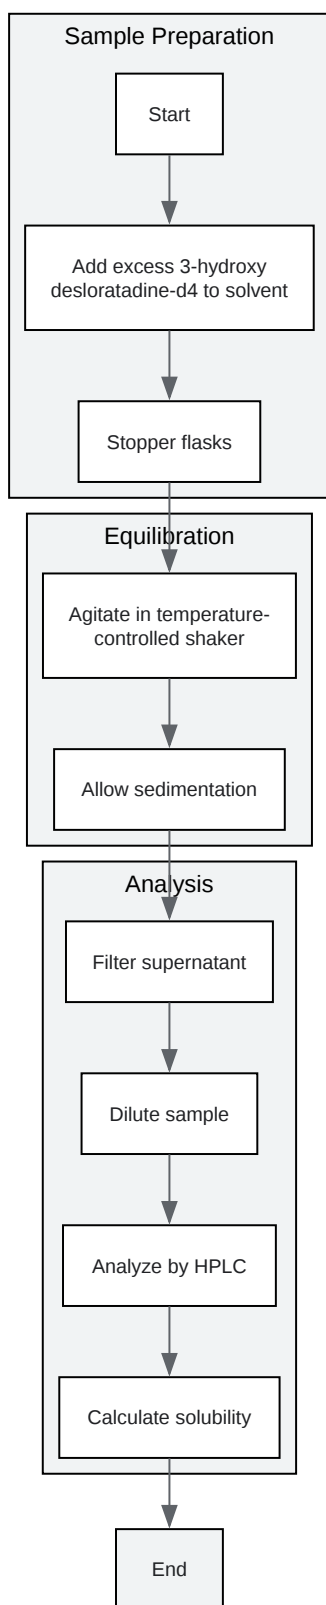 Sample Preparation
Start
Add excess 3-hydroxy
desloratadine-d4 to solvent
Stopper flasks
Equilibration
Agitate in temperature-
controlled shaker
Allow sedimentation
Analysis
Filter supernatant
Dilute sample
Analyze by HPLC
Calculate solubility
End